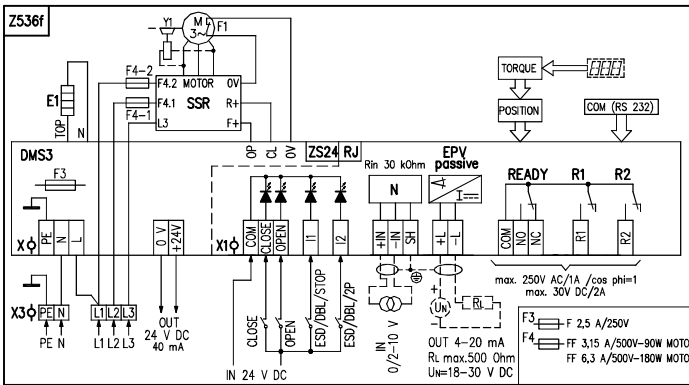 Z536f
Y1
M
3~
F1
F4-2
F4.2 MOTOR 0V
F4.1 SSR R+
L3 F+
F4-1
E1
TOP
N
OP
CL
OV
TORQUE
POSITION
COM (RS 232)
DMS3
F3
ZS24 RJ
Rin 30 kOhm
N
EPV
passive
READY R1 R2
X
PE
N
L
0 V
+24V
X1
COM
CLOSE
OPEN
I1
I2
+IN
-IN
SH
+L
-L
COM
NO
NC
R1
R2
max. 250V AC/1A /cos phi=1
max. 30V DC/2A
X3
PE N
L1 L2 L3
PE N
L1 L2 L3
OUT
24 V DC
40 mA
CLOSE
OPEN
ESD/DBL/STOP
ESD/DBL/2P
IN 24 V DC
IN
0/2-10 V
+
UN
-
RL
OUT 4-20 mA
RL max.500 Ohm
UN=18-30 V DC
F3 F 2,5 A/250V
F4 FF 3,15 A/500V-90W MOTO
FF 6,3 A/500V-180W MOTO